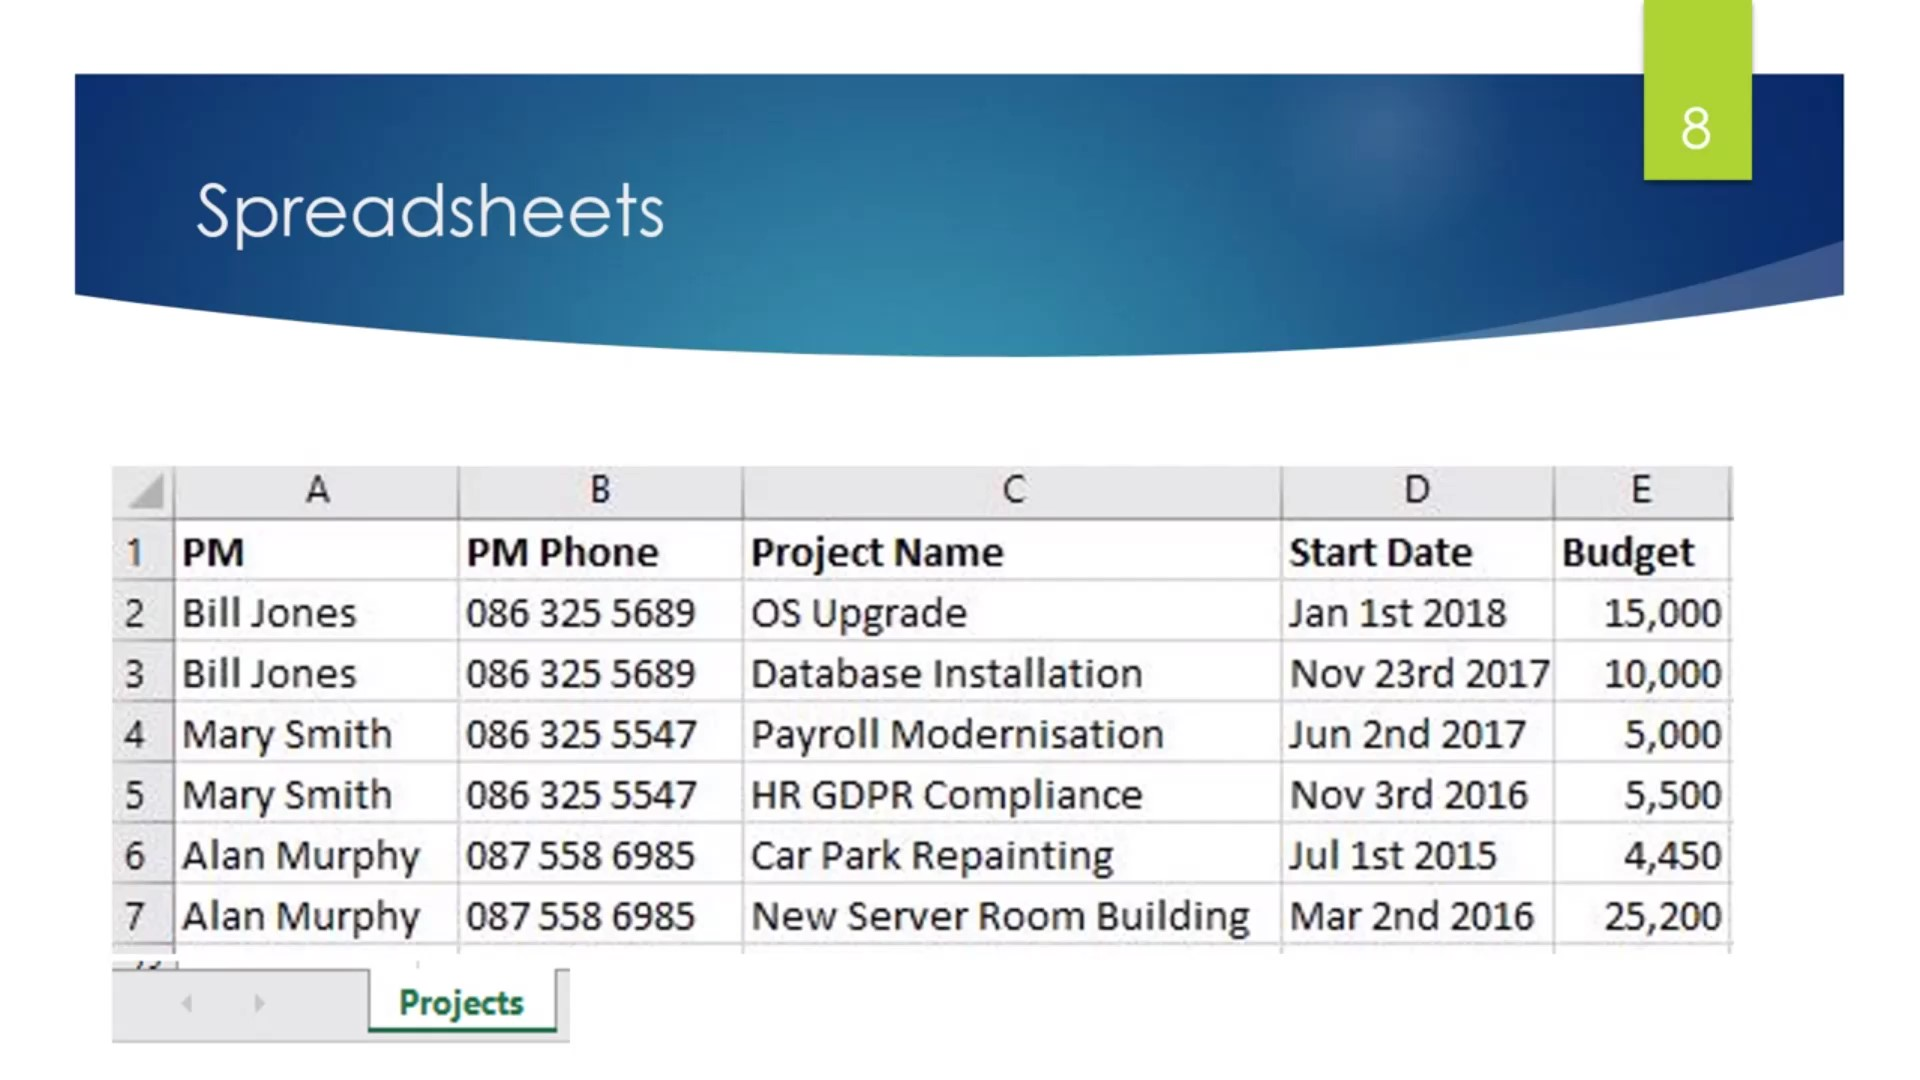 8
Spreadsheets
A B C D E
1 PM PM Phone Project Name Start Date Budget
2 Bill Jones 086 325 5689 OS Upgrade Jan 1st 2018 15,000
3 Bill Jones 086 325 5689 Database Installation Nov 23rd 2017 10,000
4 Mary Smith 086 325 5547 Payroll Modernisation Jun 2nd 2017 5,000
5 Mary Smith 086 325 5547 HR GDPR Compliance Nov 3rd 2016 5,500
6 Alan Murphy 087 558 6985 Car Park Repainting Jul 1st 2015 4,450
7 Alan Murphy 087 558 6985 New Server Room Building Mar 2nd 2016 25,200
Projects